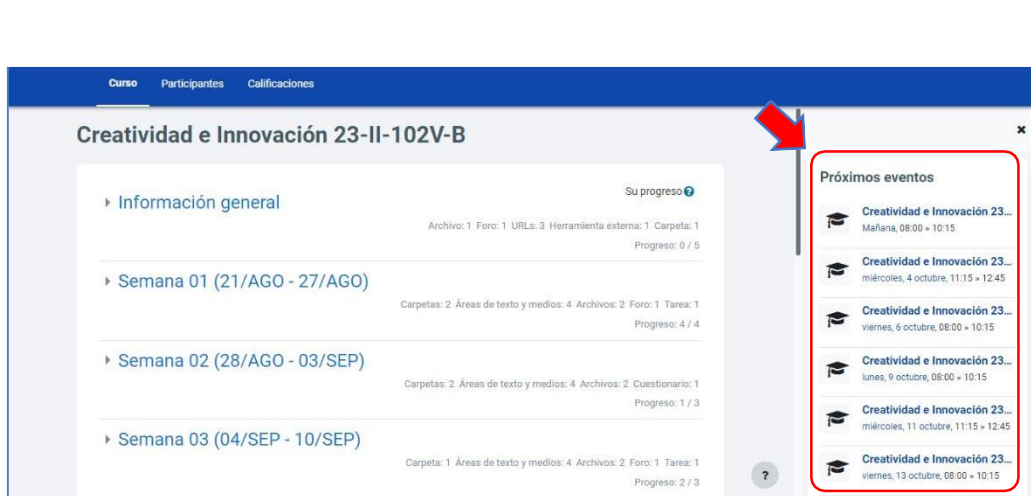 Curso Participantes Calificaciones
Creatividad e Innovación 23-II-102V-B
Su progreso
Información general
Archivo: 1 Foro: 1 URLs: 3 Herramienta externa: 1 Carpeta: 1
Progreso: 0 / 5
Semana 01 (21/AGO - 27/AGO)
Carpetas: 2 Áreas de texto y medios: 4 Archivos: 2 Foro: 1 Tarea: 1
Progreso: 4 / 4
Semana 02 (28/AGO - 03/SEP)
Carpetas: 2 Áreas de texto y medios: 4 Archivos: 2 Cuestionario: 1
Progreso: 1 / 3
Semana 03 (04/SEP - 10/SEP)
Carpeta: 1 Áreas de texto y medios: 4 Archivos: 2 Foro: 1 Tarea: 1
Progreso: 2 / 3
?
Próximos eventos
Creatividad e Innovación 23...
Mañana, 08:00 » 10:15
Creatividad e Innovación 23...
miércoles, 4 octubre, 11:15 » 12:45
Creatividad e Innovación 23...
viernes, 6 octubre, 08:00 » 10:15
Creatividad e Innovación 23...
lunes, 9 octubre, 08:00 » 10:15
Creatividad e Innovación 23...
miércoles, 11 octubre, 11:15 » 12:45
Creatividad e Innovación 23...
viernes, 13 octubre, 08:00 » 10:15